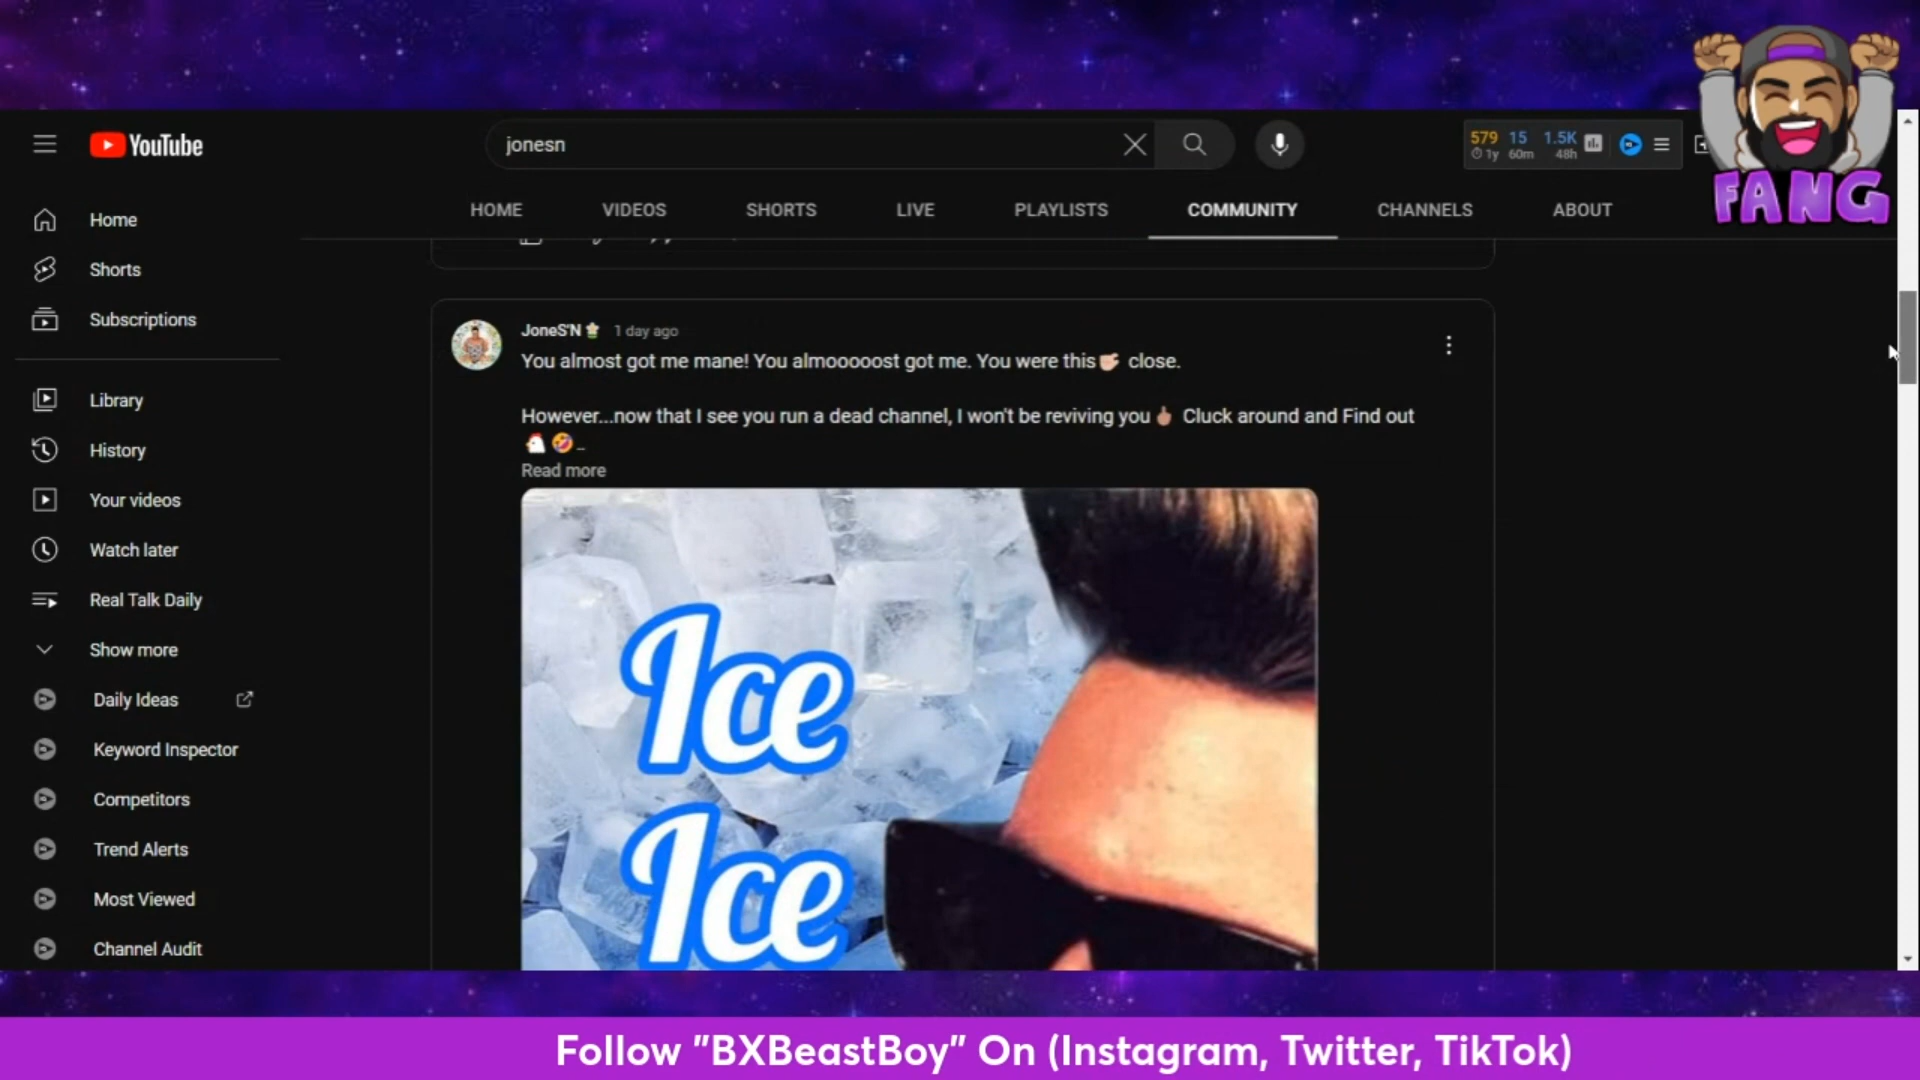 YouTube
jonesn
579 15 1.5K
1y 60m 48h
FANG
HOME VIDEOS SHORTS LIVE PLAYLISTS COMMUNITY CHANNELS ABOUT
Home
Shorts
Subscriptions
Library
History
Your videos
Watch later
Real Talk Daily
Show more
Daily Ideas
Keyword Inspector
Competitors
Trend Alerts
Most Viewed
Channel Audit
JoneS'N 1 day ago
You almost got me mane! You almooooost got me. You were this🤏🏻 close.
However...now that I see you run a dead channel, I won't be reviving you🖕🏽 Cluck around and Find out
🐔🤣_
Read more
Ice
Ice
Follow "BXBeastBoy" On (Instagram, Twitter, TikTok)